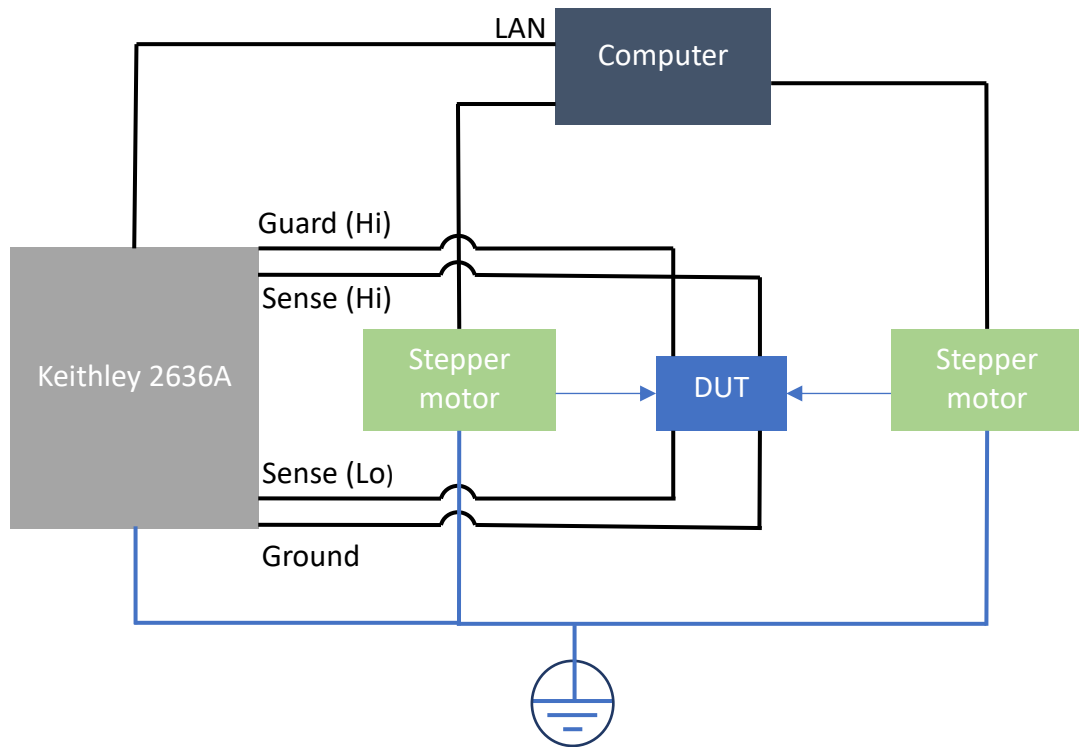 LAN
Computer
Guard (Hi)
Sense (Hi)
Keithley 2636A
Stepper
motor
DUT
Stepper
motor
Sense (Lo)
Ground